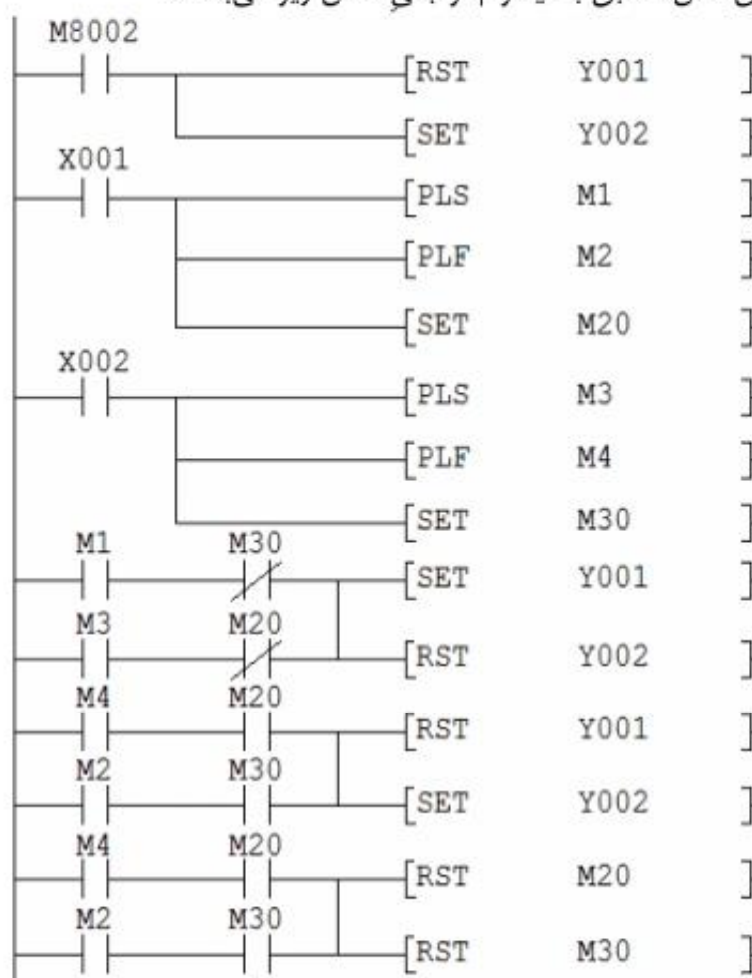 M8002
[RST Y001 ]
[SET Y002 ]
X001
[PLS M1 ]
[PLF M2 ]
[SET M20 ]
X002
[PLS M3 ]
[PLF M4 ]
[SET M30 ]
M1 M30
[SET Y001 ]
M3 M20
[RST Y002 ]
M4 M20
[RST Y001 ]
M2 M30
[SET Y002 ]
M4 M20
[RST M20 ]
M2 M30
[RST M30 ]